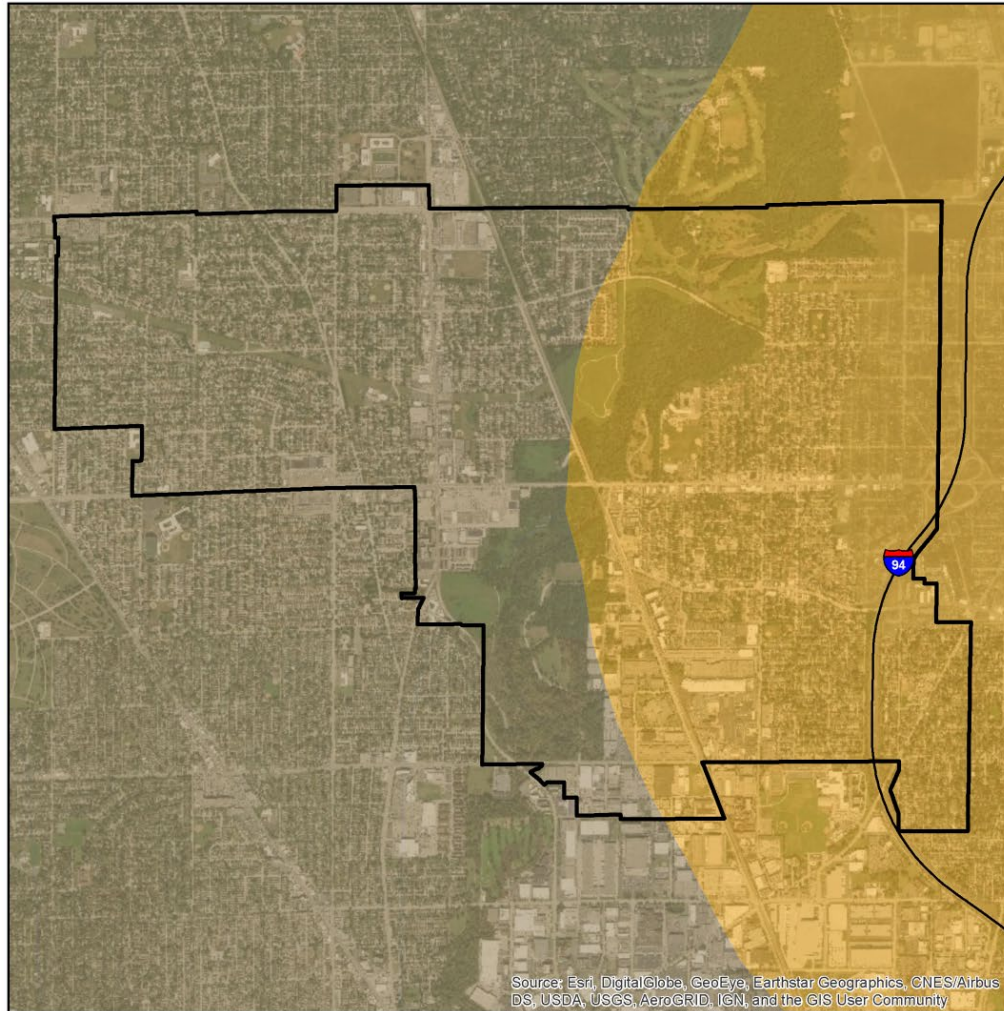 94
Source: Esri, DigitalGlobe, GeoEye, Earthstar Geographics, CNES/Airbus
DS, USDA, USGS, AeroGRID, IGN, and the GIS User Community